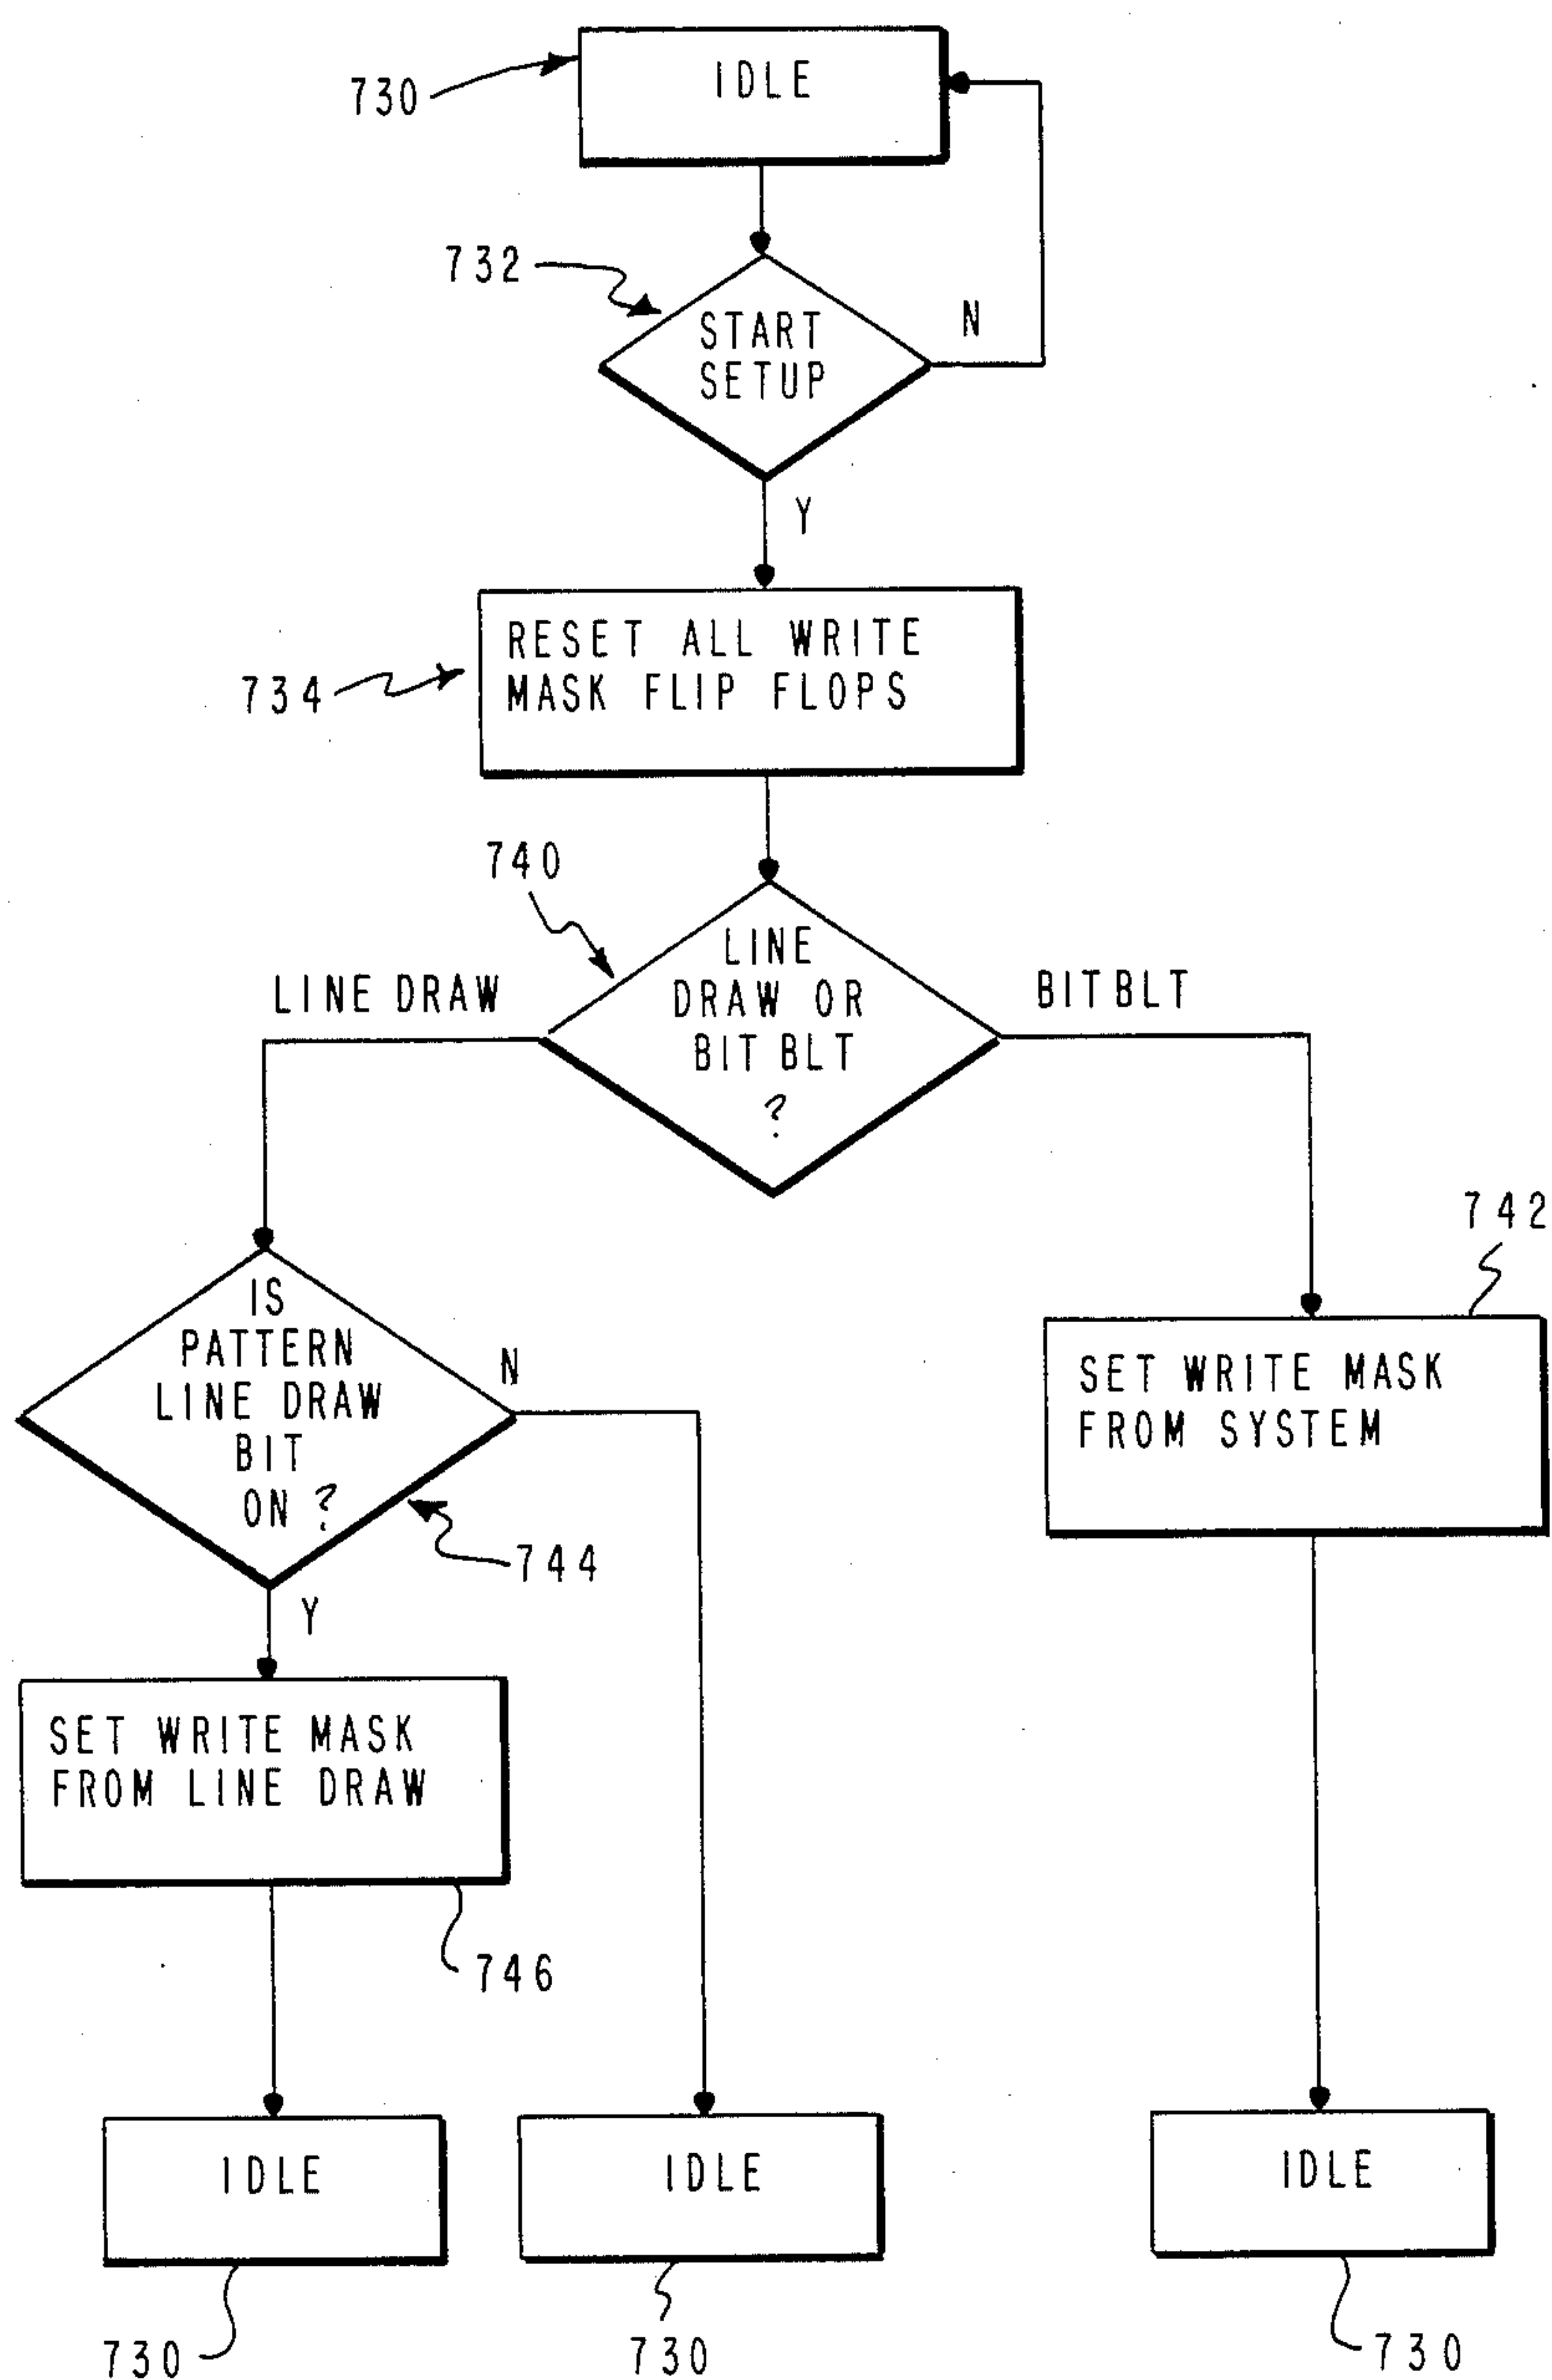 730
IDLE
732
START
SETUP
N
Y
734
RESET ALL WRITE
MASK FLIP FLOPS
740
LINE DRAW
LINE
DRAW OR
BIT BLT
?
BITBLT
742
SET WRITE MASK
FROM SYSTEM
IS
PATTERN
LINE DRAW
BIT
ON ?
N
744
Y
SET WRITE MASK
FROM LINE DRAW
746
IDLE
IDLE
IDLE
730
730
730